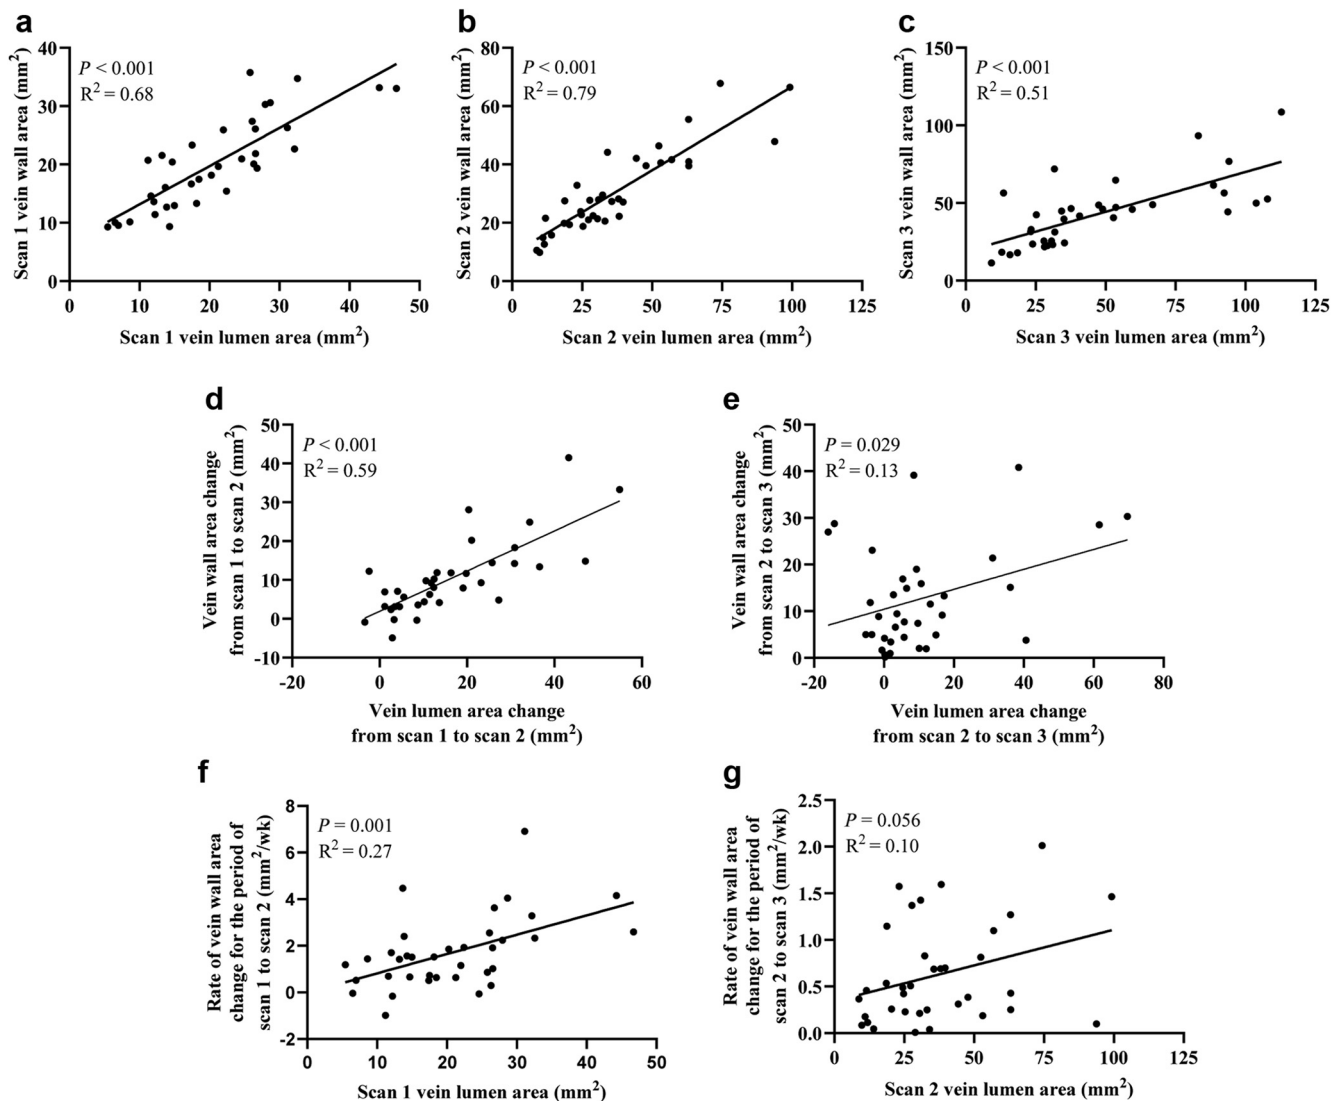 a
Scan 1 vein wall area (mm²)
40
30
20
10
0
P < 0.001
R² = 0.68
0 10 20 30 40 50
Scan 1 vein lumen area (mm²)
b
Scan 2 vein wall area (mm²)
80
60
40
20
0
P < 0.001
R² = 0.79
0 25 50 75 100 125
Scan 2 vein lumen area (mm²)
c
Scan 3 vein wall area (mm²)
150
100
50
0
P < 0.001
R² = 0.51
0 25 50 75 100 125
Scan 3 vein lumen area (mm²)
d
Vein wall area change
from scan 1 to scan 2 (mm²)
50
40
30
20
10
0
-10
P < 0.001
R² = 0.59
-20 0 20 40 60
Vein lumen area change
from scan 1 to scan 2 (mm²)
e
Vein wall area change
from scan 2 to scan 3 (mm²)
50
40
30
20
10
0
P = 0.029
R² = 0.13
-20 0 20 40 60 80
Vein lumen area change
from scan 2 to scan 3 (mm²)
f
Rate of vein wall area
change for the period of
scan 1 to scan 2 (mm²/wk)
8
6
4
2
0
-2
P = 0.001
R² = 0.27
0 10 20 30 40 50
Scan 1 vein lumen area (mm²)
g
Rate of vein wall area
change for the period of
scan 2 to scan 3 (mm²/wk)
2.5
2.0
1.5
1.0
0.5
0.0
P = 0.056
R² = 0.10
0 25 50 75 100 125
Scan 2 vein lumen area (mm²)